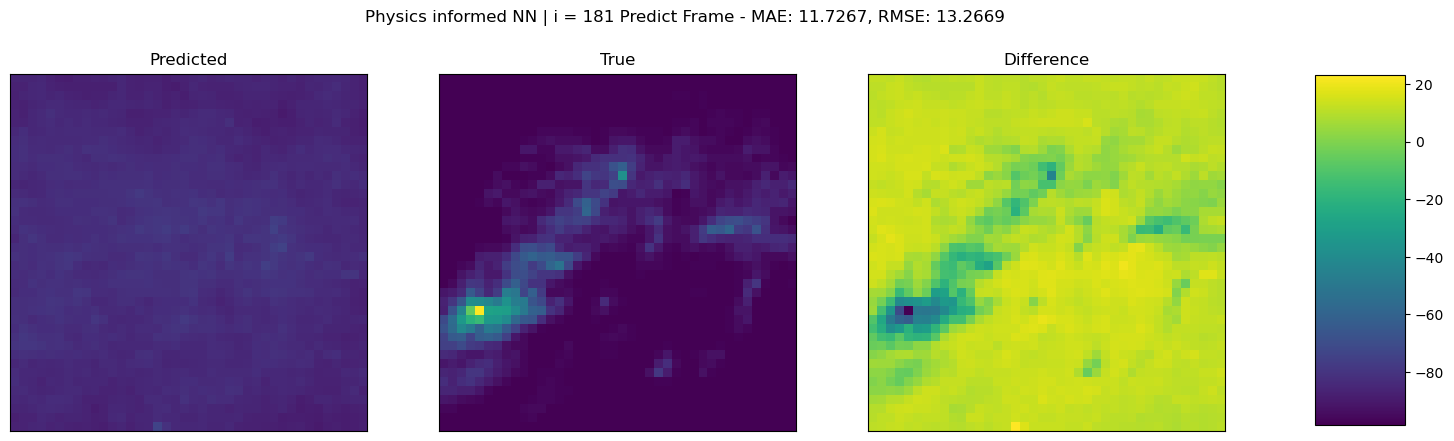 Physics informed NN | i = 181 Predict Frame - MAE: 11.7267, RMSE: 13.2669
Predicted
True
Difference
20
0
−20
−40
−60
−80